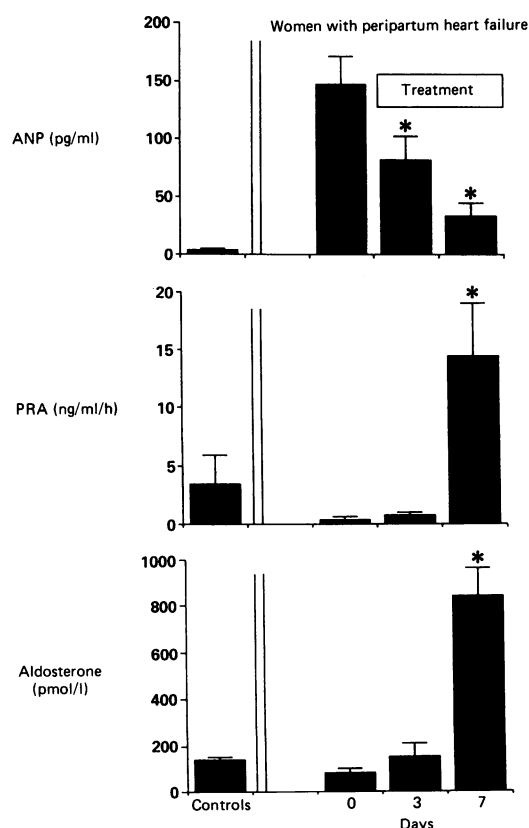 Women with peripartum heart failure
200
150
100
50
0
ANP (pg/ml)
Treatment
*
*
20
15
10
5
0
PRA (ng/ml/h)
*
1000
800
600
400
200
0
Aldosterone
(pmol/l)
*
Controls 0 3 7
Days